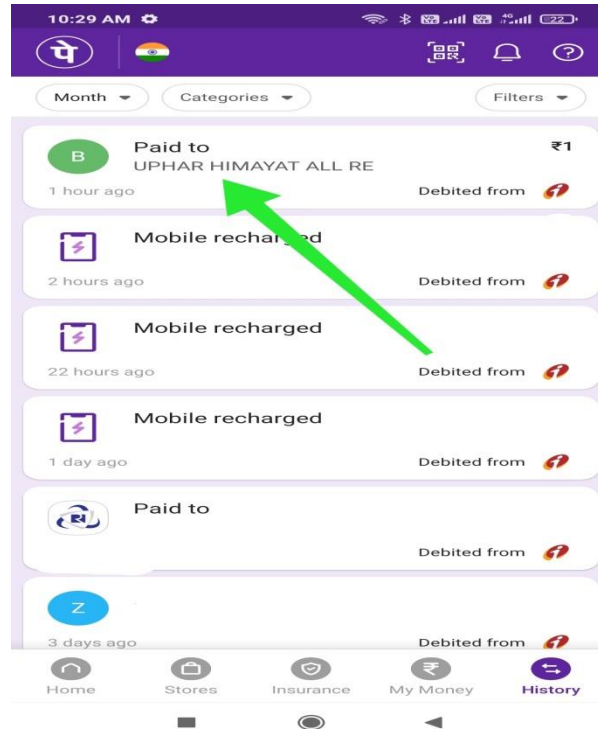 10:29 AM
4G
22
पे
Month
Categories
Filters
B
Paid to
₹1
UPHAR HIMAYAT ALL RE
1 hour ago
Debited from
Mobile recharged
2 hours ago
Debited from
Mobile recharged
22 hours ago
Debited from
Mobile recharged
1 day ago
Debited from
Paid to
Debited from
Z
3 days ago
Debited from
Home
Stores
Insurance
My Money
History